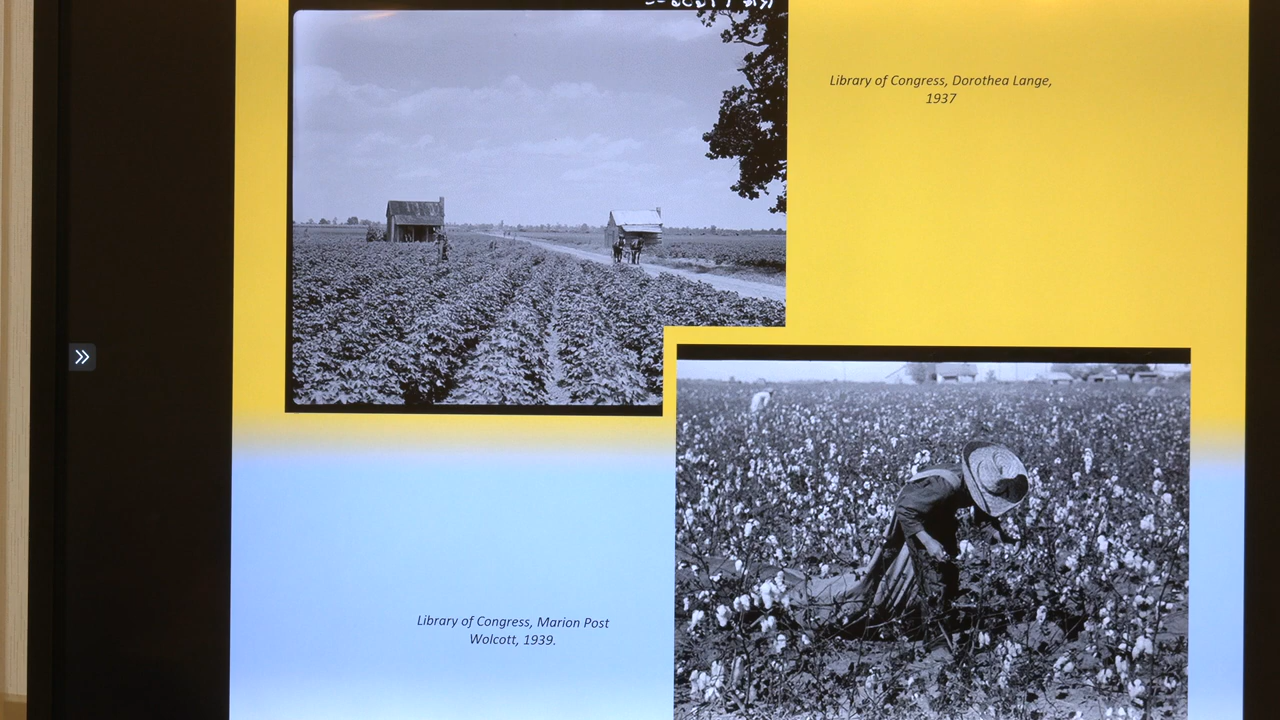 Library of Congress, Dorothea Lange,
1937
Library of Congress, Marion Post
Wolcott, 1939.